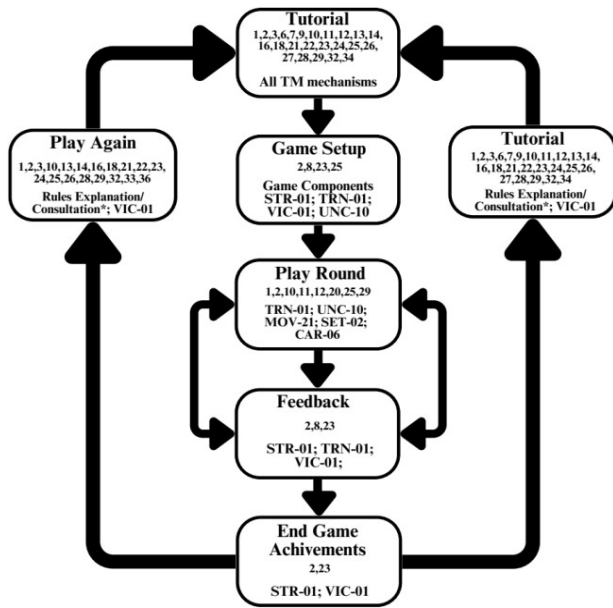 Tutorial
1,2,3,6,7,9,10,11,12,13,14,
16,18,21,22,23,24,25,26,
27,28,29,32,34
All TM mechanisms
Play Again
1,2,3,10,13,14,16,18,21,22,23,
24,25,26,28,29,32,33,36
Rules Explanation/
Consultation*; VIC-01
Game Setup
2,8,23,25
Game Components
STR-01; TRN-01;
VIC-01; UNC-10
Tutorial
1,2,3,6,7,9,10,11,12,13,14,
16,18,21,22,23,24,25,26,
27,28,29,32,34
Rules Explanation/
Consultation*; VIC-01
Play Round
1,2,10,11,12,20,25,29
TRN-01; UNC-10;
MOV-21; SET-02;
CAR-06
Feedback
2,8,23
STR-01; TRN-01;
VIC-01;
End Game
Achivements
2,23
STR-01; VIC-01